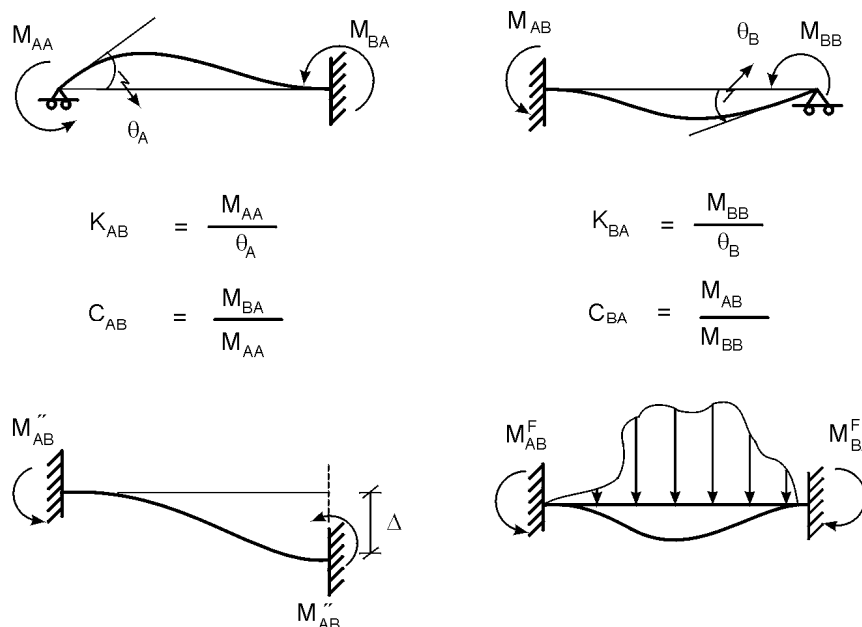 M_AA
M_BA
θ_A
M_AB
θ_B
M_BB
K_AB = M_AA / θ_A
K_BA = M_BB / θ_B
C_AB = M_BA / M_AA
C_BA = M_AB / M_BB
M''_AB
Δ
M''_AB
M^F_AB
M^F_BA